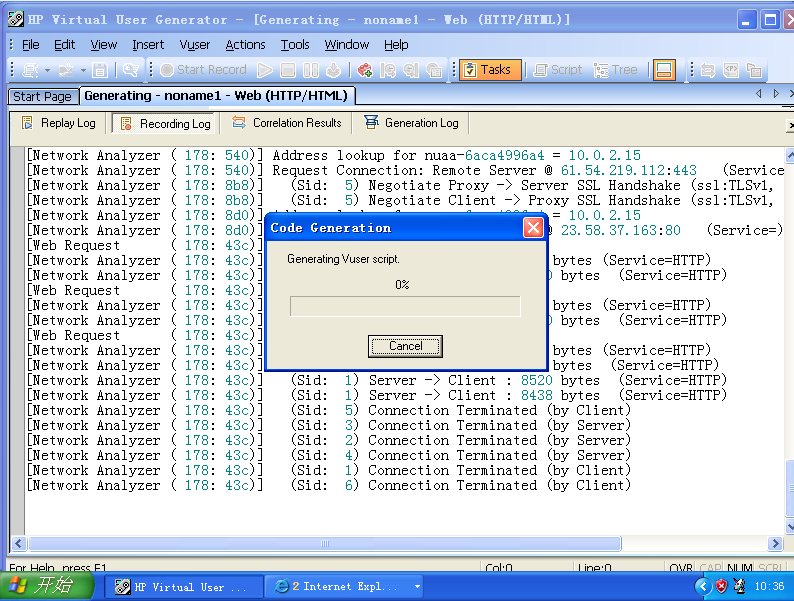 HP Virtual User Generator - [Generating - noname1 - Web (HTTP/HTML)]
File Edit View Insert Vuser Actions Tools Window Help
Start Record Tasks Script Tree
Start Page Generating - noname1 - Web (HTTP/HTML)
Replay Log Recording Log Correlation Results Generation Log
[Network Analyzer ( 178: 540)] Address lookup for nuaa-6aca4996a4 = 10.0.2.15
[Network Analyzer ( 178: 540)] Request Connection: Remote Server @ 61.54.219.112:443 (Service
[Network Analyzer ( 178: 8b8)] (Sid: 5) Negotiate Proxy -> Server SSL Handshake (ssl:TLSv1,
[Network Analyzer ( 178: 8b8)] (Sid: 5) Negotiate Client -> Proxy SSL Handshake (ssl:TLSv1,
[Network Analyzer ( 178: 8d0)] = 10.0.2.15
[Network Analyzer ( 178: 8d0)] @ 23.58.37.163:80 (Service=)
[Web Request ( 178: 43c)]
[Network Analyzer ( 178: 43c)] bytes (Service=HTTP)
[Network Analyzer ( 178: 43c)] bytes (Service=HTTP)
[Web Request ( 178: 43c)]
[Network Analyzer ( 178: 43c)] bytes (Service=HTTP)
[Network Analyzer ( 178: 43c)] bytes (Service=HTTP)
[Web Request ( 178: 43c)]
[Network Analyzer ( 178: 43c)] bytes (Service=HTTP)
[Network Analyzer ( 178: 43c)] bytes (Service=HTTP)
[Network Analyzer ( 178: 43c)] (Sid: 1) Server -> Client : 8520 bytes (Service=HTTP)
[Network Analyzer ( 178: 43c)] (Sid: 1) Server -> Client : 8438 bytes (Service=HTTP)
[Network Analyzer ( 178: 43c)] (Sid: 5) Connection Terminated (by Client)
[Network Analyzer ( 178: 43c)] (Sid: 3) Connection Terminated (by Server)
[Network Analyzer ( 178: 43c)] (Sid: 2) Connection Terminated (by Server)
[Network Analyzer ( 178: 43c)] (Sid: 4) Connection Terminated (by Server)
[Network Analyzer ( 178: 43c)] (Sid: 1) Connection Terminated (by Client)
[Network Analyzer ( 178: 43c)] (Sid: 6) Connection Terminated (by Client)
Code Generation
Generating Vuser script.
0%
Cancel
For Help, press F1 Col:0 Line:0 OVR CAP NUM SCRL
开始 HP Virtual User ... 2 Internet Expl... 10:36